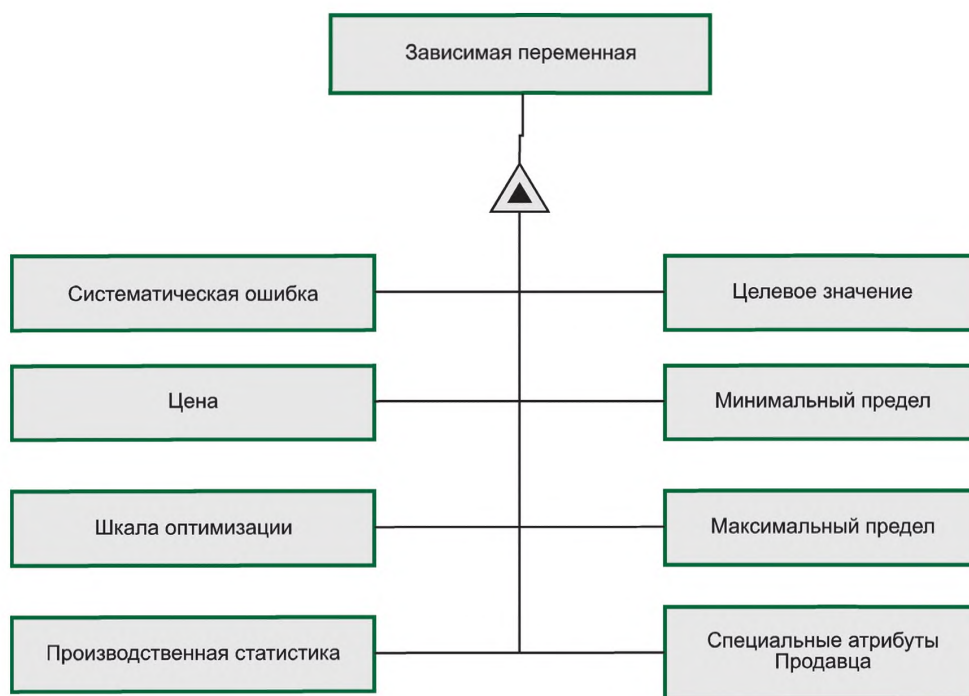 Зависимая переменная
Систематическая ошибка
Целевое значение
Цена
Минимальный предел
Шкала оптимизации
Максимальный предел
Производственная статистика
Специальные атрибуты
Продавца